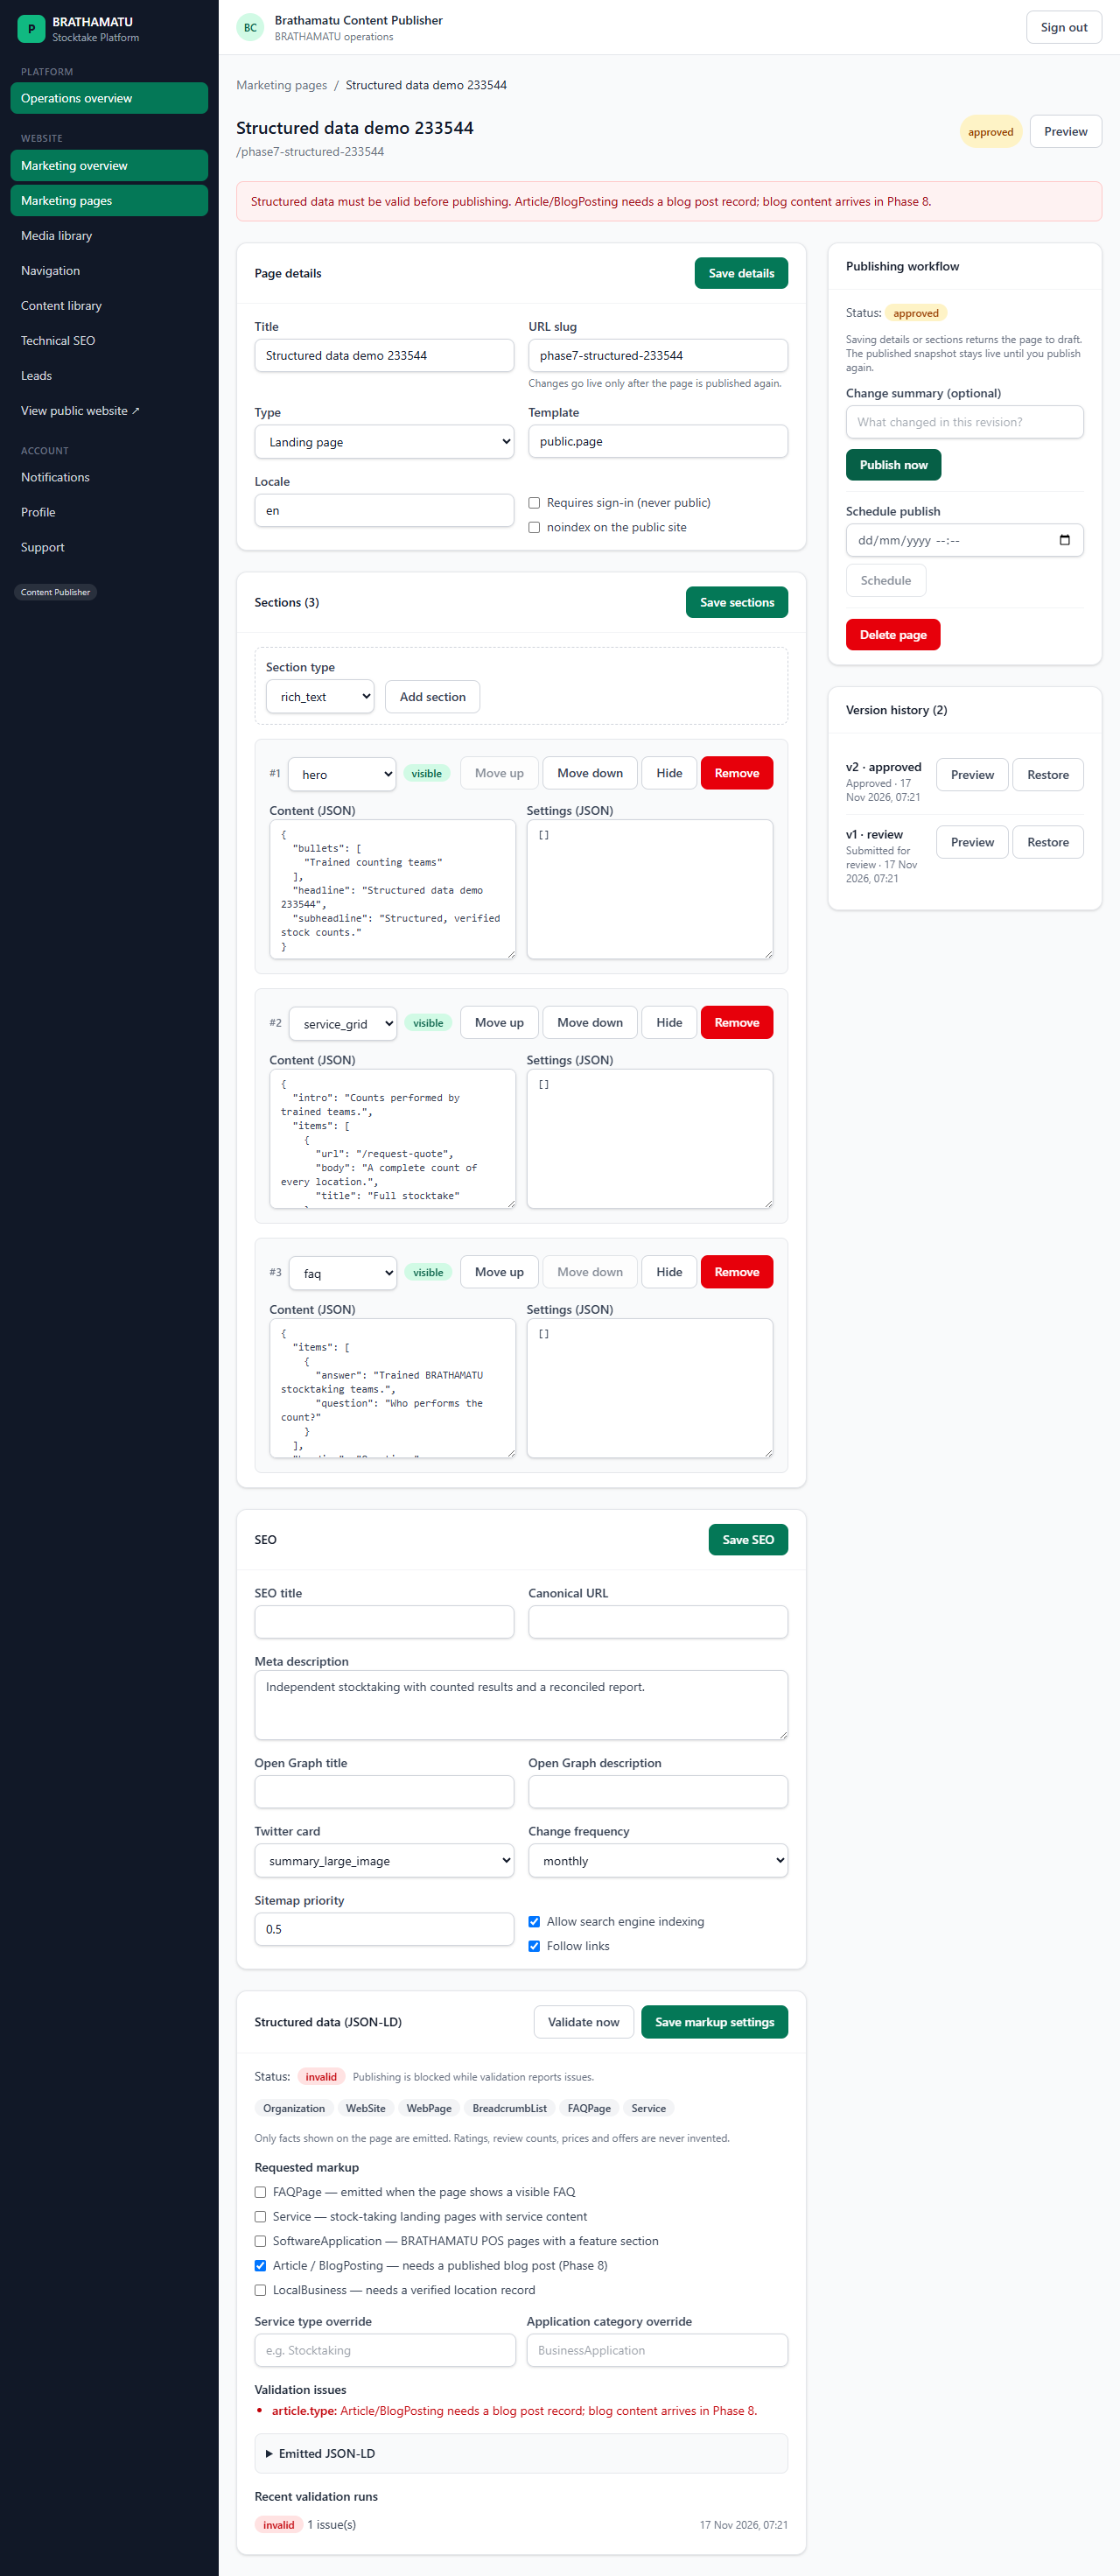 P
BRATHAMATU
Stocktake Platform
PLATFORM
Operations overview
WEBSITE
Marketing overview
Marketing pages
Media library
Navigation
Content library
Technical SEO
Leads
View public website ↗
ACCOUNT
Notifications
Profile
Support
Content Publisher
BC
Brathamatu Content Publisher
BRATHAMATU operations
Sign out
Marketing pages / Structured data demo 233544
Structured data demo 233544
/phase7-structured-233544
approved
Preview
Structured data must be valid before publishing. Article/BlogPosting needs a blog post record; blog content arrives in Phase 8.
Page details
Save details
Title
URL slug
Structured data demo 233544
phase7-structured-233544
Changes go live only after the page is published again.
Type
Template
Landing page
public.page
Locale
en
Requires sign-in (never public)
noindex on the public site
Sections (3)
Save sections
Section type
rich_text
Add section
#1
hero
visible
Move up
Move down
Hide
Remove
Content (JSON)
Settings (JSON)
{
"bullets": [
"Trained counting teams"
],
"headline": "Structured data demo
233544",
"subheadline": "Structured, verified
stock counts."
}
[]
#2
service_grid
visible
Move up
Move down
Hide
Remove
Content (JSON)
Settings (JSON)
{
"intro": "Counts performed by
trained teams.",
"items": [
{
"url": "/request-quote",
"body": "A complete count of
every location.",
"title": "Full stocktake"
[]
#3
faq
visible
Move up
Move down
Hide
Remove
Content (JSON)
Settings (JSON)
{
"items": [
{
"answer": "Trained BRATHAMATU
stocktaking teams.",
"question": "Who performs the
count?"
}
],
[]
SEO
Save SEO
SEO title
Canonical URL
Meta description
Independent stocktaking with counted results and a reconciled report.
Open Graph title
Open Graph description
Twitter card
Change frequency
summary_large_image
monthly
Sitemap priority
0.5
Allow search engine indexing
Follow links
Structured data (JSON-LD)
Validate now
Save markup settings
Status: invalid Publishing is blocked while validation reports issues.
Organization WebSite WebPage BreadcrumbList FAQPage Service
Only facts shown on the page are emitted. Ratings, review counts, prices and offers are never invented.
Requested markup
FAQPage — emitted when the page shows a visible FAQ
Service — stock-taking landing pages with service content
SoftwareApplication — BRATHAMATU POS pages with a feature section
Article / BlogPosting — needs a published blog post (Phase 8)
LocalBusiness — needs a verified location record
Service type override
Application category override
e.g. Stocktaking
BusinessApplication
Validation issues
• article.type: Article/BlogPosting needs a blog post record; blog content arrives in Phase 8.
▶ Emitted JSON-LD
Recent validation runs
invalid 1 issue(s)
17 Nov 2026, 07:21
Publishing workflow
Status: approved
Saving details or sections returns the page to draft.
The published snapshot stays live until you publish
again.
Change summary (optional)
What changed in this revision?
Publish now
Schedule publish
dd/mm/yyyy --:--
Schedule
Delete page
Version history (2)
v2 · approved
Approved · 17
Nov 2026, 07:21
Preview
Restore
v1 · review
Submitted for
review · 17 Nov
2026, 07:21
Preview
Restore